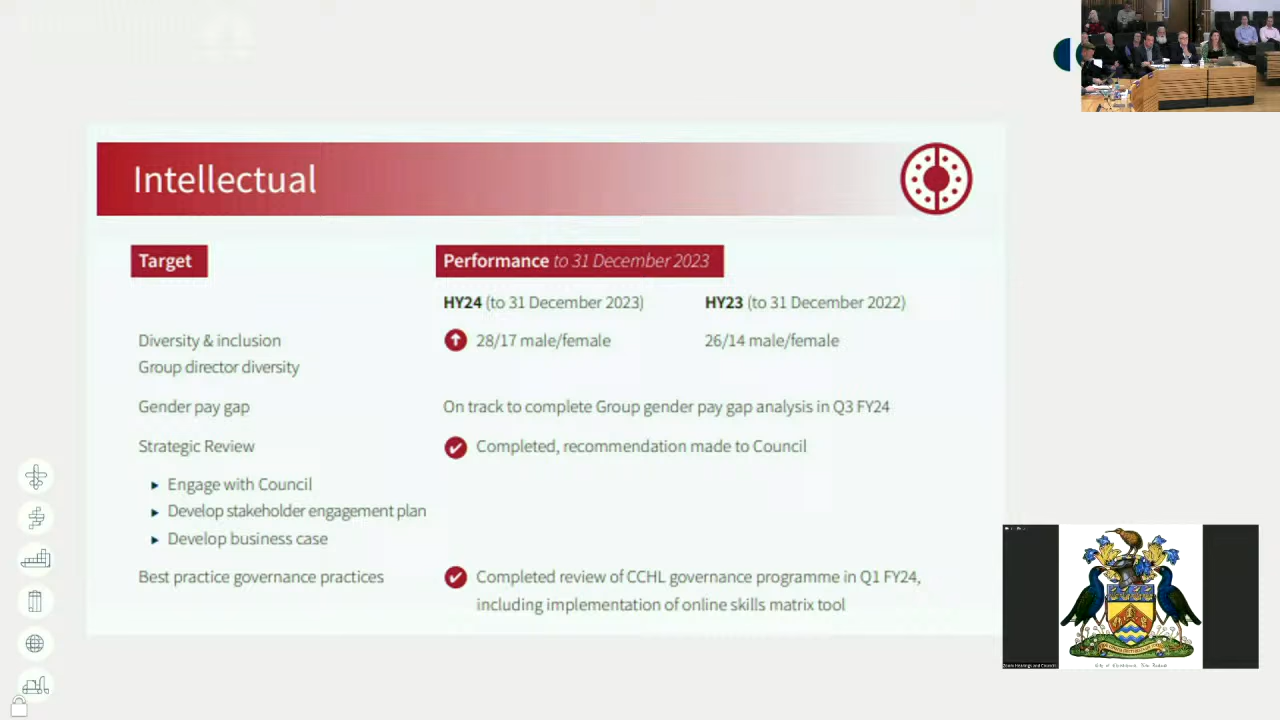 Intellectual
Target
Performance to 31 December 2023
HY24 (to 31 December 2023)
HY23 (to 31 December 2022)
Diversity & inclusion
Group director diversity
28/17 male/female
26/14 male/female
Gender pay gap
On track to complete Group gender pay gap analysis in Q3 FY24
Strategic Review
Completed, recommendation made to Council
Engage with Council
Develop stakeholder engagement plan
Develop business case
Best practice governance practices
Completed review of CCHL governance programme in Q1 FY24,
including implementation of online skills matrix tool